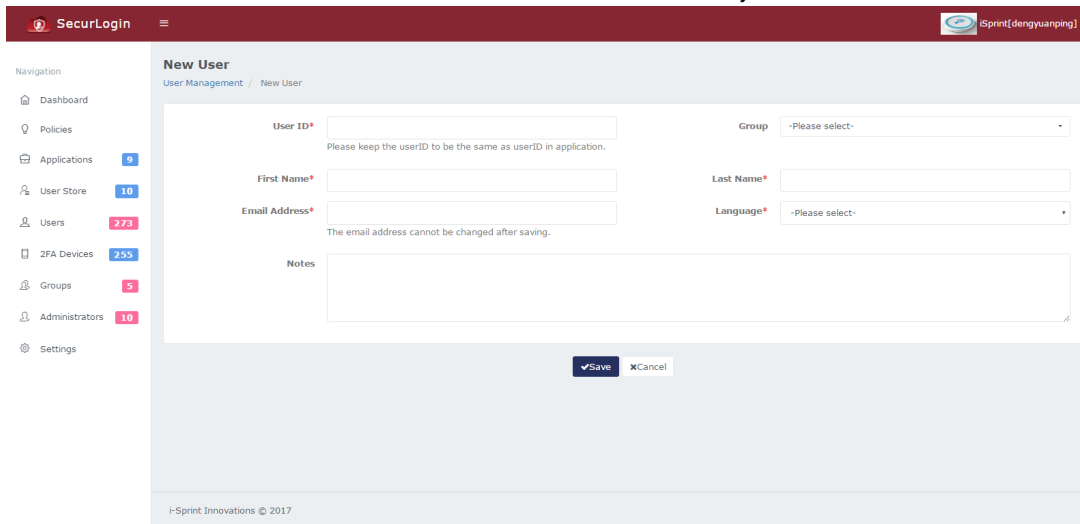 SecurLogin
iSprint[dengyuanping]
Navigation
Dashboard
Policies
Applications 9
User Store 10
Users 273
2FA Devices 255
Groups 5
Administrators 10
Settings
New User
User Management / New User
User ID*
Please keep the userID to be the same as userID in application.
Group -Please select-
First Name*
Last Name*
Email Address*
The email address cannot be changed after saving.
Language* -Please select-
Notes
Save
Cancel
i-Sprint Innovations © 2017